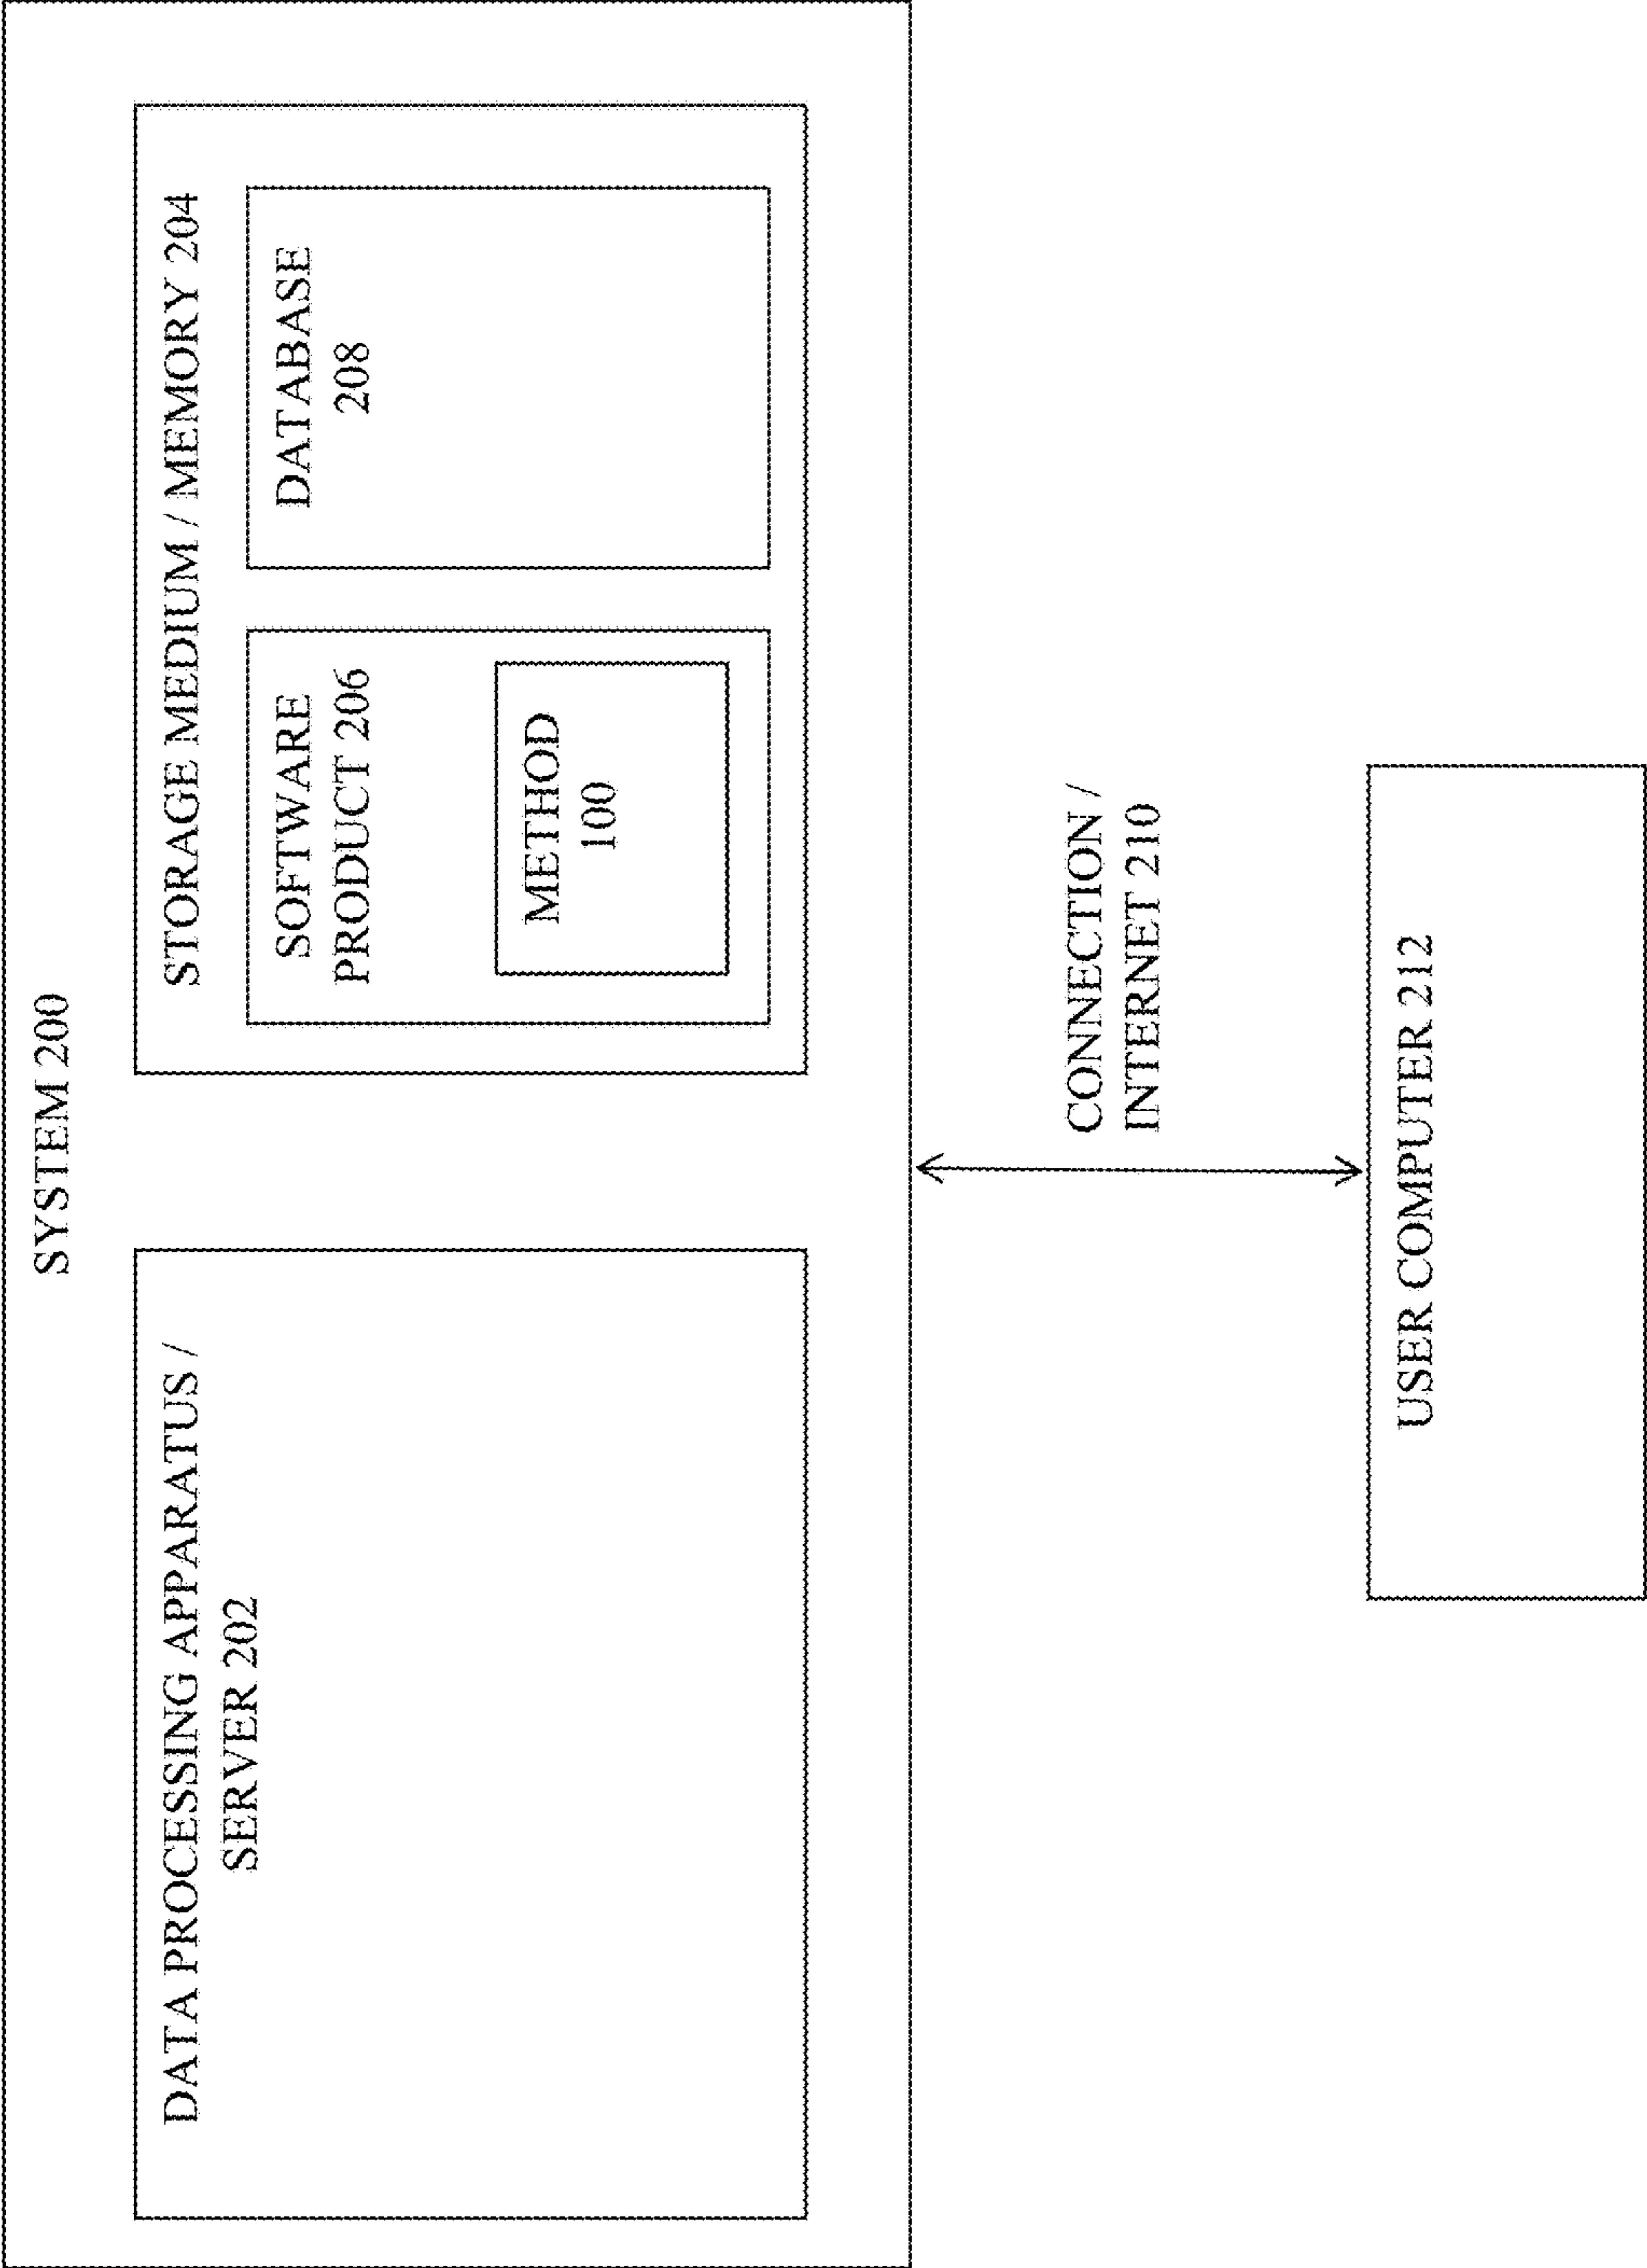 SYSTEM 200
DATA PROCESSING APPARATUS /
SERVER 202
STORAGE MEDIUM / MEMORY 204
SOFTWARE
PRODUCT 206
METHOD
100
DATABASE
208
CONNECTION /
INTERNET 210
USER COMPUTER 212